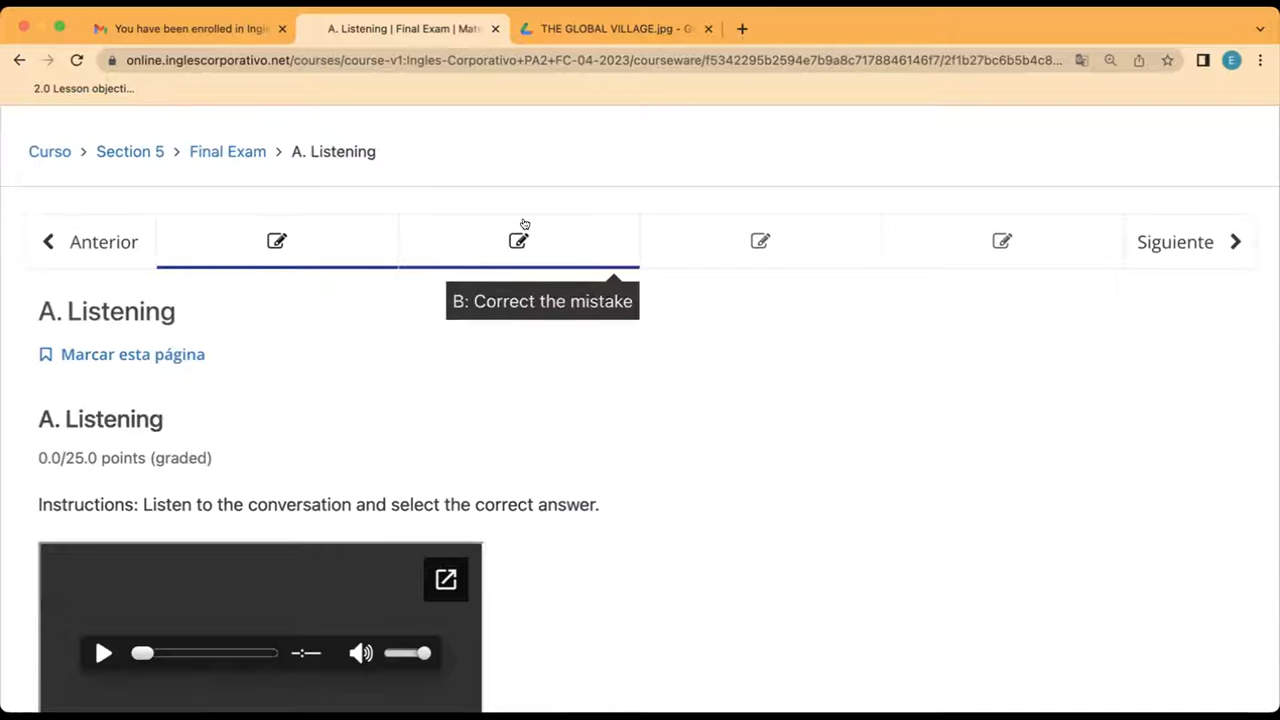 You have been enrolled in Ingle
A. Listening | Final Exam | Mate
THE GLOBAL VILLAGE.jpg - G
online.inglescorporativo.net/courses/course-v1:Ingles-Corporativo+PA2+FC-04-2023/courseware/f5342295b2594e7b9a8c7178846146f7/2f1b27bc6b5b4c8...
E
2.0 Lesson objecti...
Curso > Section 5 > Final Exam > A. Listening
Anterior
Siguiente
B: Correct the mistake
A. Listening
Marcar esta página
A. Listening
0.0/25.0 points (graded)
Instructions: Listen to the conversation and select the correct answer.
-:--